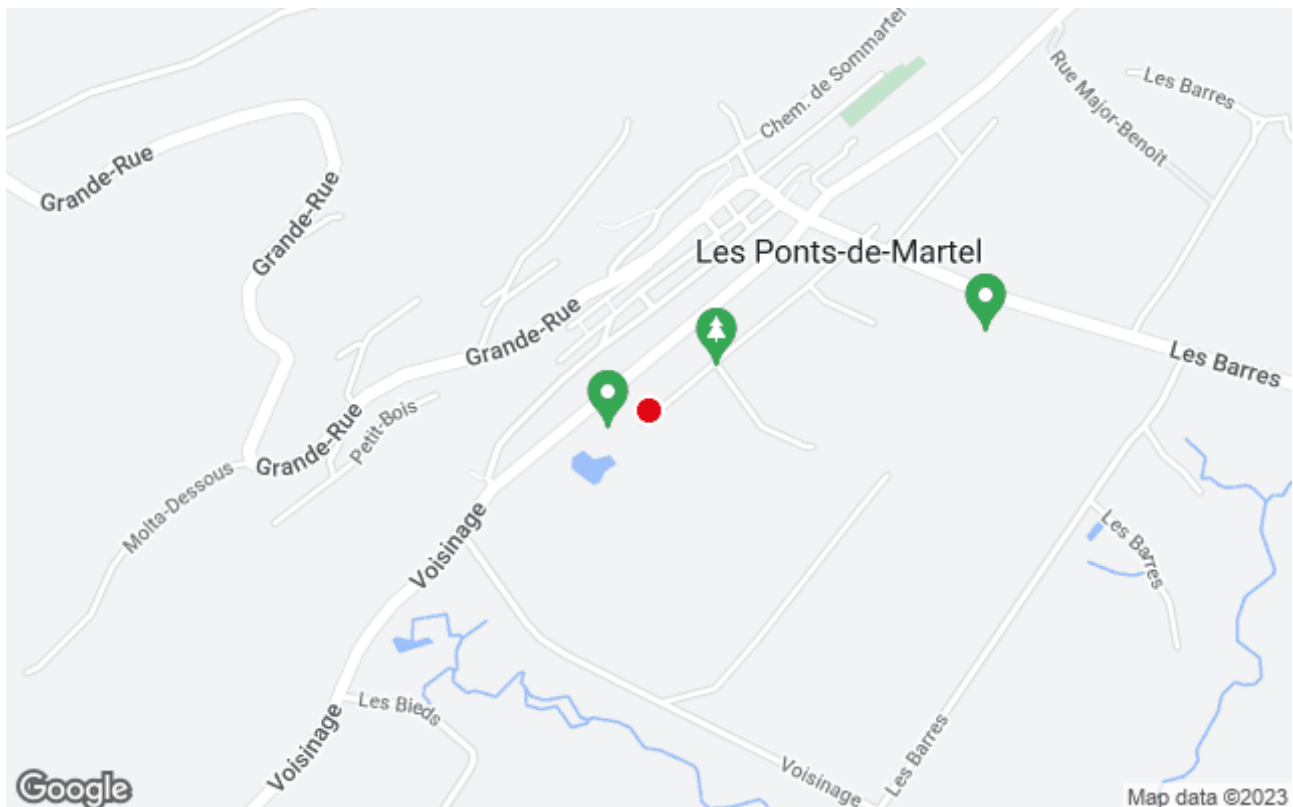 Chem. de Sommartel
Les Barres
Rue Major-Benoît
Grande-Rue
Grande-Rue
Les Ponts-de-Martel
Grande-Rue
Les Barres
Petit-Bois
Grande-Rue
Molta-Dessous
Voisinage
Les Barres
Les Bieds
Voisinage
Voisinage
Les Barres
Google
Map data ©2023